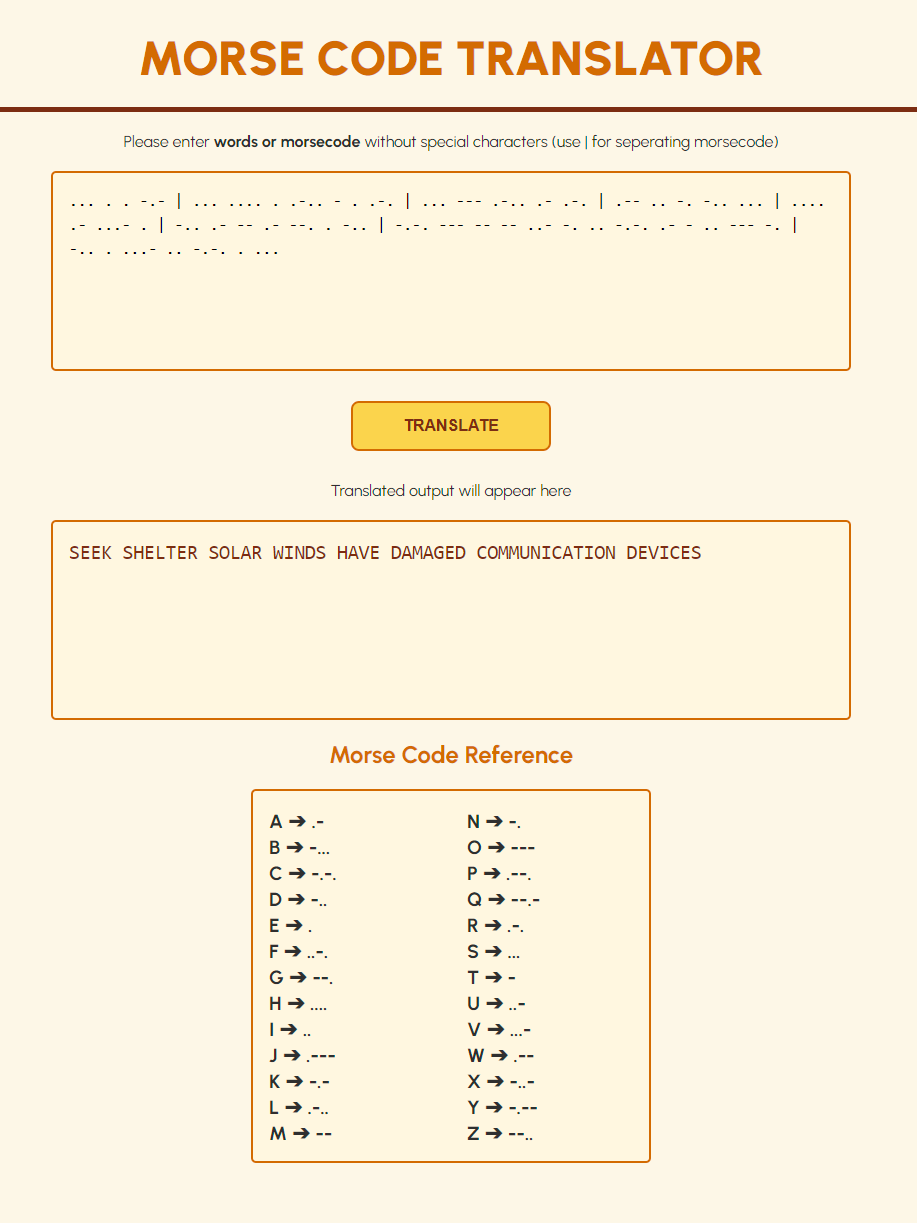 MORSE CODE TRANSLATOR
Please enter words or morsecode without special characters (use | for seperating morsecode)
... . . -.- | ... .... . .-.. - . .-. | ... --- .-.. .- .-. | .-- .. -. -.. ... | ....
.- ...- . | -.. .- -- .- --. . -.. | -.-. --- -- -- ..- -. .. -.-. .- - .. --- -. |
-.. . ...- .. -.-. . ...
TRANSLATE
Translated output will appear here
SEEK SHELTER SOLAR WINDS HAVE DAMAGED COMMUNICATION DEVICES
Morse Code Reference
A ➔ .-
B ➔ -...
C ➔ -.-.
D ➔ -..
E ➔ .
F ➔ ..-.
G ➔ --.
H ➔ ....
I ➔ ..
J ➔ .---
K ➔ -.-
L ➔ .-..
M ➔ --
N ➔ -.
O ➔ ---
P ➔ .--.
Q ➔ --.-
R ➔ .-.
S ➔ ...
T ➔ -
U ➔ ..-
V ➔ ...-
W ➔ .--
X ➔ -..-
Y ➔ -.--
Z ➔ --..